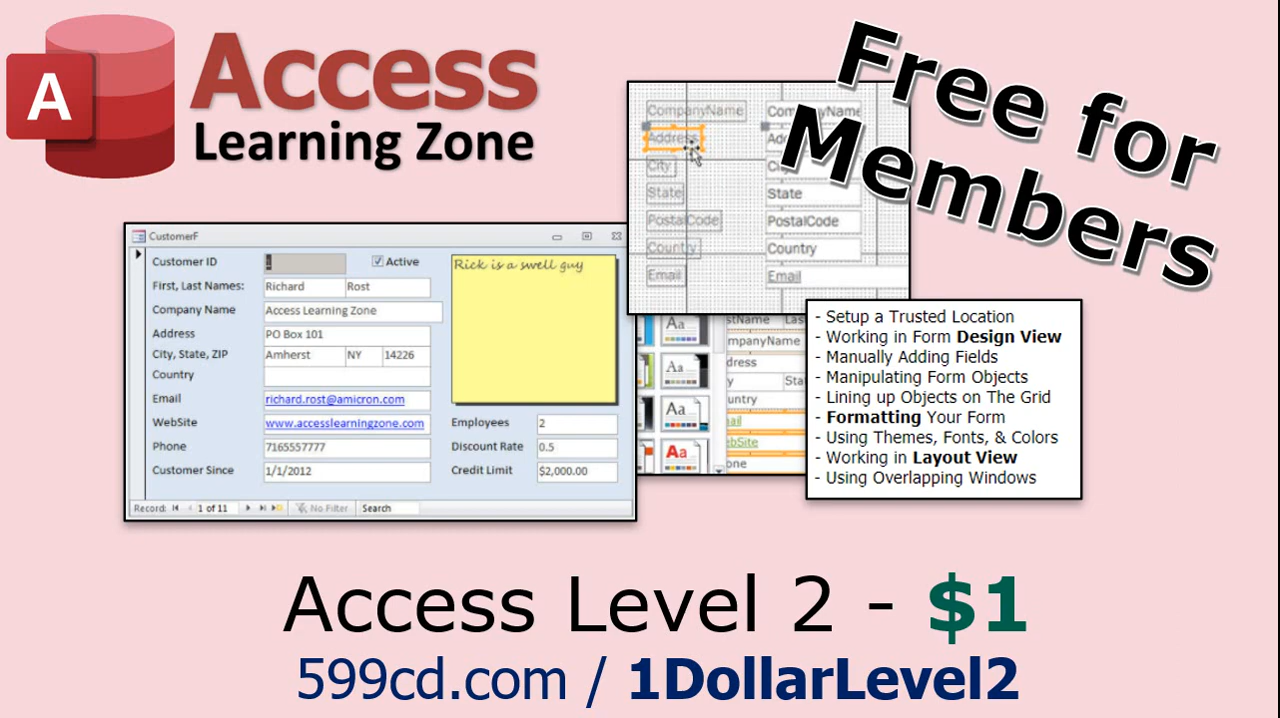 A
Access
Learning Zone
Free for
Members
CompanyName CompanyName
Address
City
State State
PostalCode PostalCode
Country Country
Email Email
CustomerF
Customer ID
Active
First, Last Names: Richard Rost
Company Name Access Learning Zone
Address PO Box 101
City, State, ZIP Amherst NY 14226
Country
Email richard.rost@amicron.com
WebSite www.accesslearningzone.com
Phone 7165557777
Customer Since 1/1/2012
Rick is a swell guy
Employees 2
Discount Rate 0.5
Credit Limit $2,000.00
Record: 1 of 11 No Filter Search
Aa
Aa
Aa
Aa
- Setup a Trusted Location
- Working in Form Design View
- Manually Adding Fields
- Manipulating Form Objects
- Lining up Objects on The Grid
- Formatting Your Form
- Using Themes, Fonts, & Colors
- Working in Layout View
- Using Overlapping Windows
Access Level 2 - $1
599cd.com / 1DollarLevel2